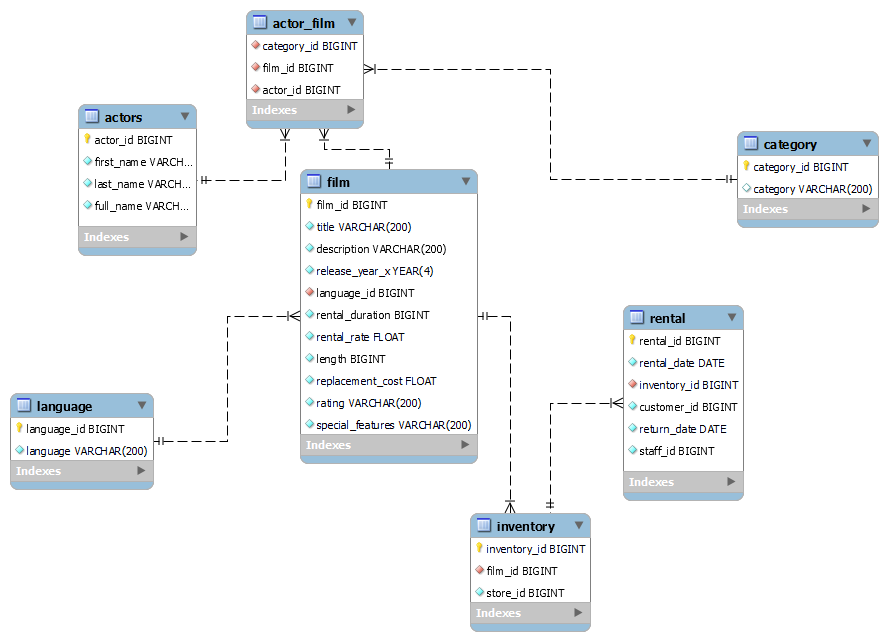 actor_film
category_id BIGINT
film_id BIGINT
actor_id BIGINT
Indexes
actors
actor_id BIGINT
first_name VARCH...
last_name VARCH...
full_name VARCH...
Indexes
category
category_id BIGINT
category VARCHAR(200)
Indexes
film
film_id BIGINT
title VARCHAR(200)
description VARCHAR(200)
release_year_x YEAR(4)
language_id BIGINT
rental_duration BIGINT
rental_rate FLOAT
length BIGINT
replacement_cost FLOAT
rating VARCHAR(200)
special_features VARCHAR(200)
Indexes
rental
rental_id BIGINT
rental_date DATE
inventory_id BIGINT
customer_id BIGINT
return_date DATE
staff_id BIGINT
Indexes
language
language_id BIGINT
language VARCHAR(200)
Indexes
inventory
inventory_id BIGINT
film_id BIGINT
store_id BIGINT
Indexes